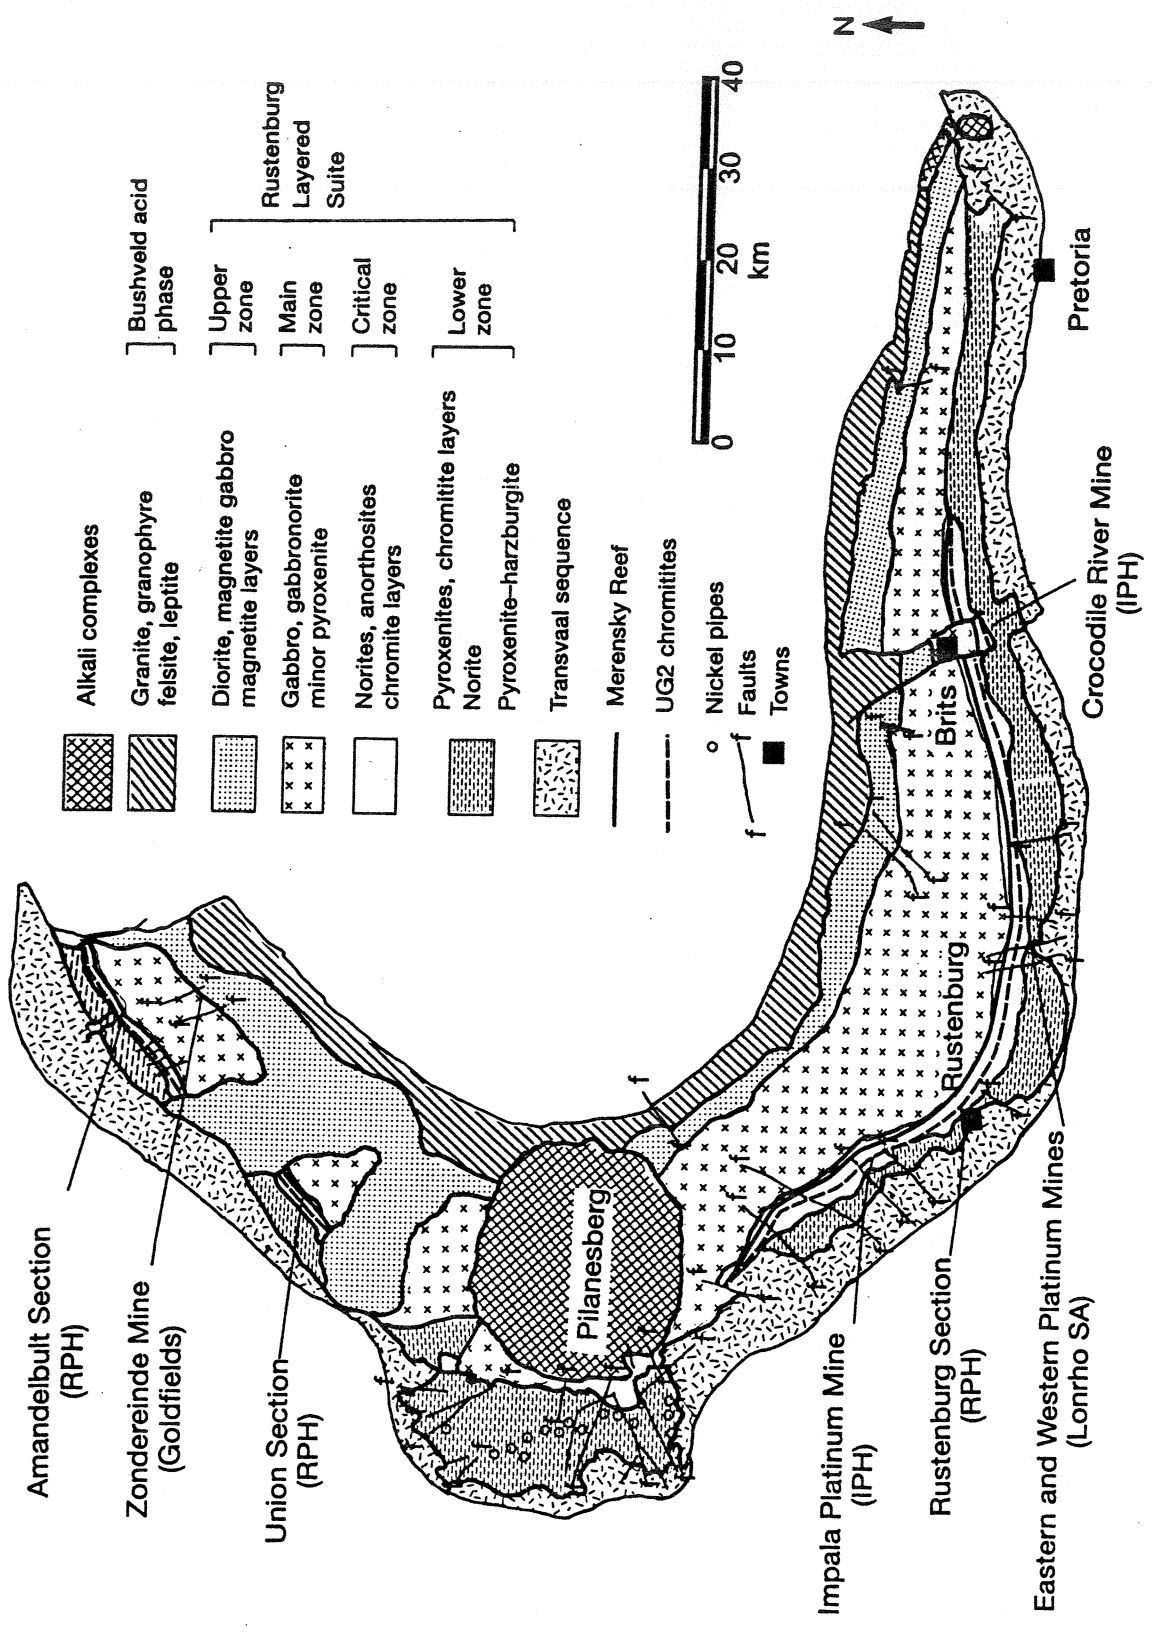 N
Alkali complexes
Granite, granophyre
felsite, leptite
Diorite, magnetite gabbro
magnetite layers
Gabbro, gabbronorite
minor pyroxenite
Norites, anorthosites
chromite layers
Pyroxenites, chromitite layers
Norite
Pyroxenite–harzburgite
Transvaal sequence
Merensky Reef
UG2 chromitites
Nickel pipes
f f Faults
Towns
Bushveld acid
phase
Upper
zone
Main
zone
Critical
zone
Lower
zone
Rustenburg
Layered
Suite
0 10 20 30 40
km
Amandelbult Section
(RPH)
Zondereinde Mine
(Goldfields)
Union Section
(RPH)
Pilanesberg
Impala Platinum Mine
(IPH)
Rustenburg Section
(RPH)
Eastern and Western Platinum Mines
(Lonrho SA)
Rustenburg
Brits
Crocodile River Mine
(IPH)
Pretoria